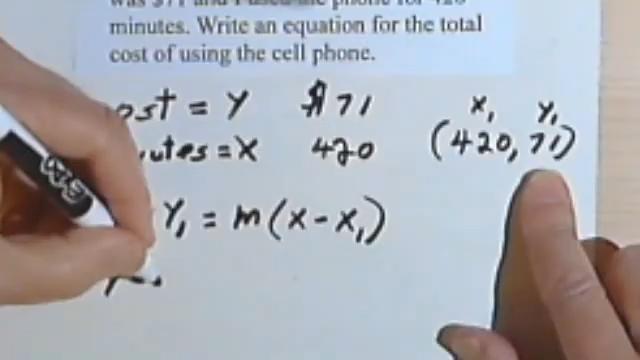 was $71 and I used the phone for 420
minutes. Write an equation for the total
cost of using the cell phone.
ost = Y $71 X₁ Y₁
utes = X 420 (420, 71)
Y₁ = m(x - x₁)